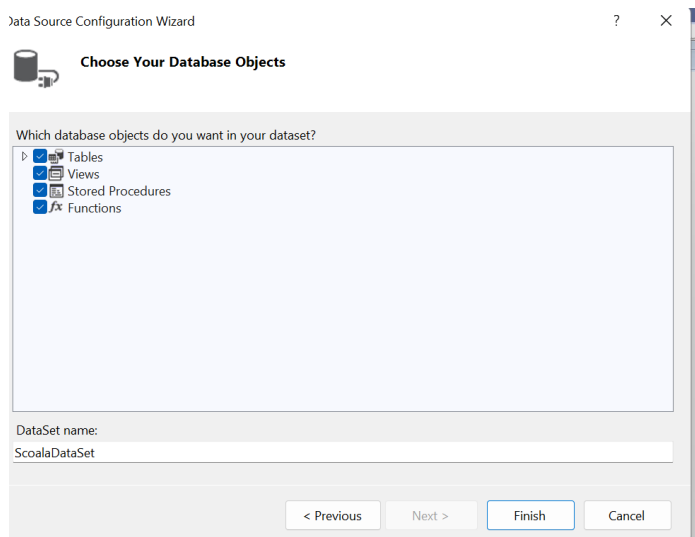 Data Source Configuration Wizard ? ×
Choose Your Database Objects
Which database objects do you want in your dataset?
Tables
Views
Stored Procedures
fx Functions
DataSet name:
ScoalaDataSet
< Previous Next > Finish Cancel